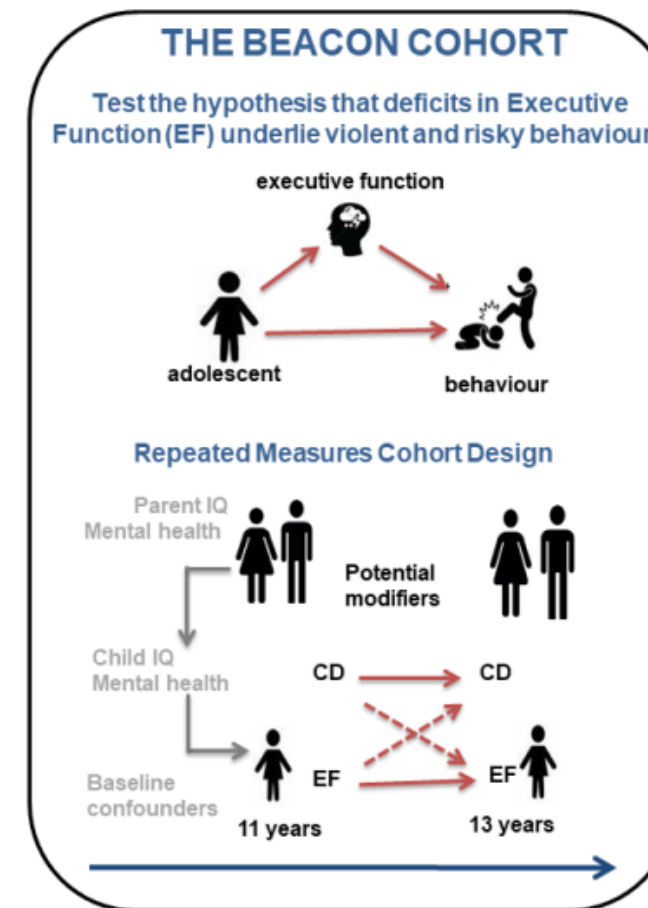 THE BEACON COHORT
Test the hypothesis that deficits in Executive
Function (EF) underlie violent and risky behaviour
executive function
adolescent
behaviour
Repeated Measures Cohort Design
Parent IQ
Mental health
Potential
modifiers
Child IQ
Mental health
CD
CD
EF
EF
Baseline
confounders
11 years
13 years